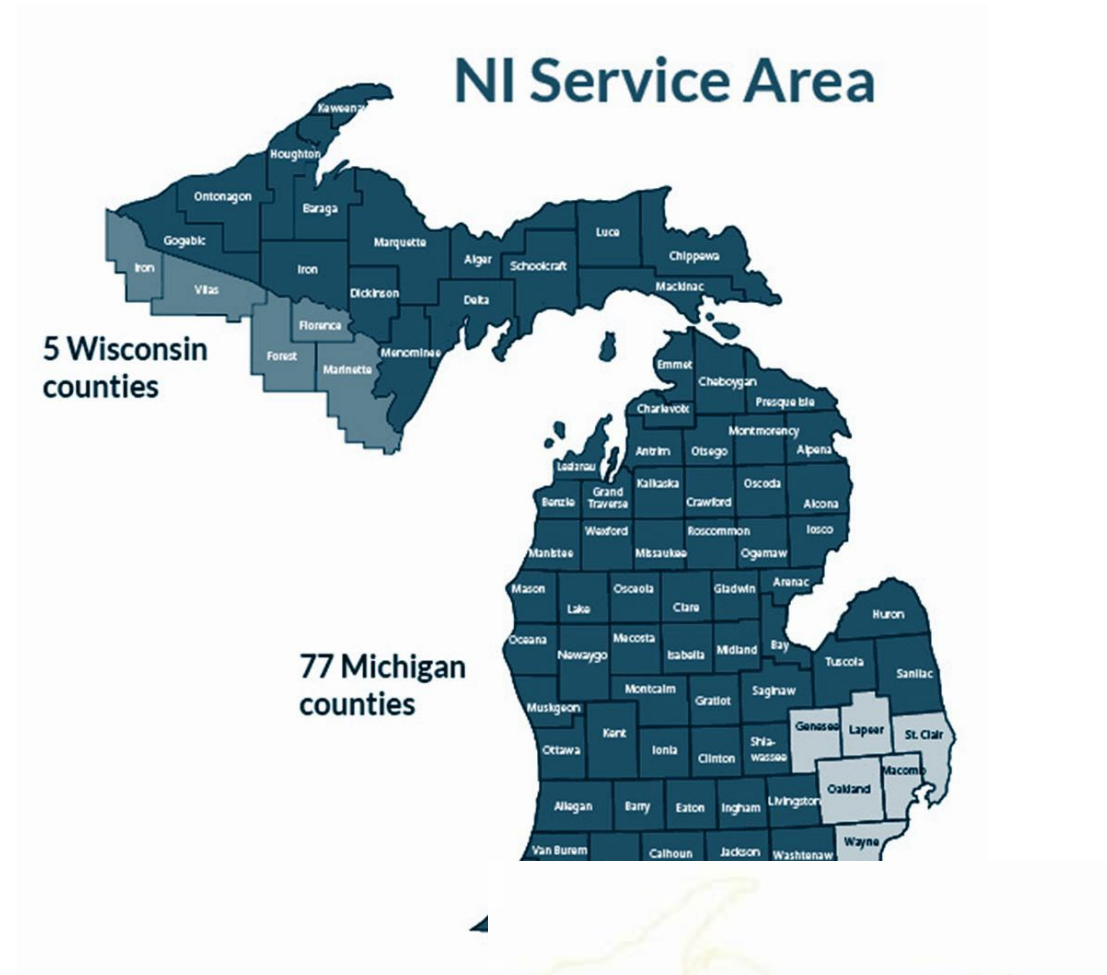 NI Service Area
Keweenaw
Houghton
Ontonagon
Baraga
Gogebic
Marquette
Luce
Alger
Schoolcraft
Chippewa
Iron
Iron
Vilas
Dickinson
Delta
Mackinac
Florence
Forest
Marinette
Menominee
5 Wisconsin
counties
Emmet
Cheboygan
Presque Isle
Charlevoix
Montmorency
Antrim
Otsego
Alpena
Leelanau
Benzie
Grand
Traverse
Kalkaska
Crawford
Oscoda
Alcona
Wexford
Roscommon
Iosco
Manistee
Missaukee
Ogemaw
Mason
Lake
Osceola
Clare
Gladwin
Arenac
Huron
Oceana
Newaygo
Mecosta
Isabella
Midland
Bay
Tuscola
Sanilac
77 Michigan
counties
Muskgeon
Montcalm
Gratiot
Saginaw
Genesee
Lapeer
St. Clair
Ottawa
Kent
Ionia
Clinton
Shia-
wassee
Oakland
Macomb
Allegan
Barry
Eaton
Ingham
Livingston
Wayne
Van Burem
Calhoun
Jackson
Washtenaw